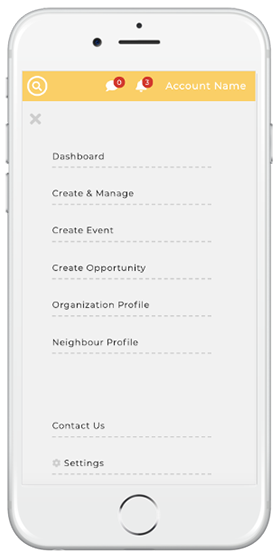 0
3
Account Name
Dashboard
Create & Manage
Create Event
Create Opportunity
Organization Profile
Neighbour Profile
Contact Us
Settings